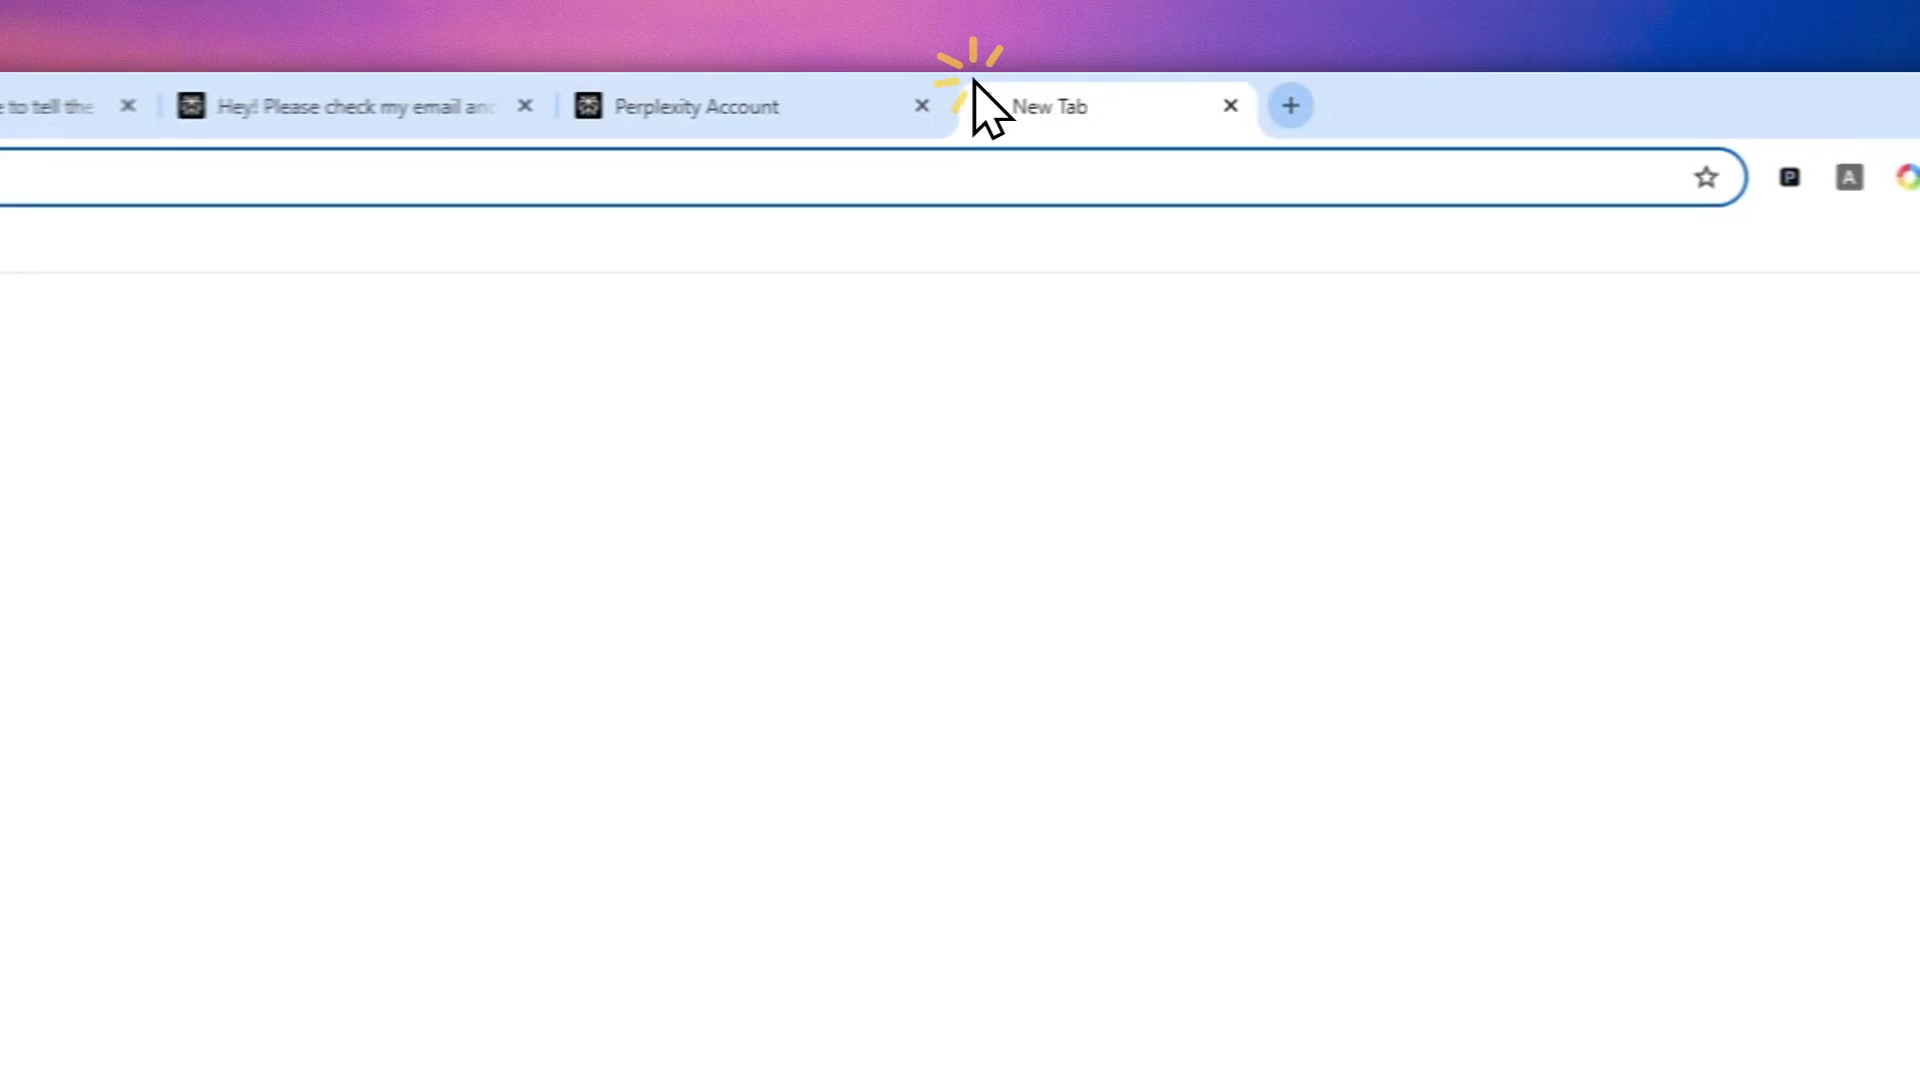 e to tell the
Hey! Please check my email an
Perplexity Account
New Tab
P
A